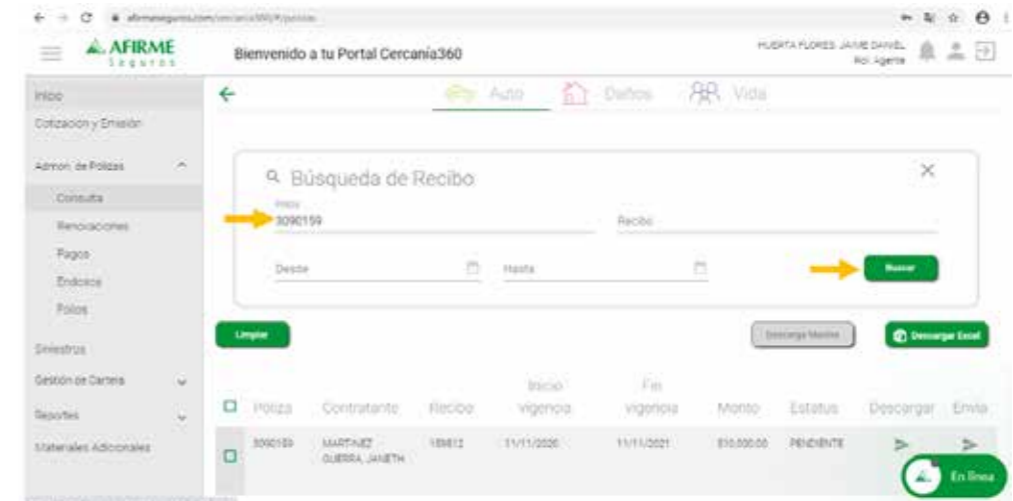 AFIRME
Seguros
Bienvenido a tu Portal Cercanía360
HUERTA FLORES JAIME DANIEL
Rol: Agente
Inicio
Cotización y Emisión
Admon. de Pólizas
Consulta
Renovaciones
Pagos
Endosos
Folios
Siniestros
Gestión de Cartera
Reportes
Materiales Adicionales
Auto
Daños
Vida
Búsqueda de Recibo
Inicio
3090159
Recibo
Desde
Hasta
Buscar
Limpiar
Descarga Masiva
Descargar Excel
Póliza Contratante Recibo Inicio vigencia Fin vigencia Monto Estatus Descargar Envía
3090159 MARTINEZ GUERRA, JANETH 11/11/2020 11/11/2021 $10,000.00 PENDIENTE
En línea